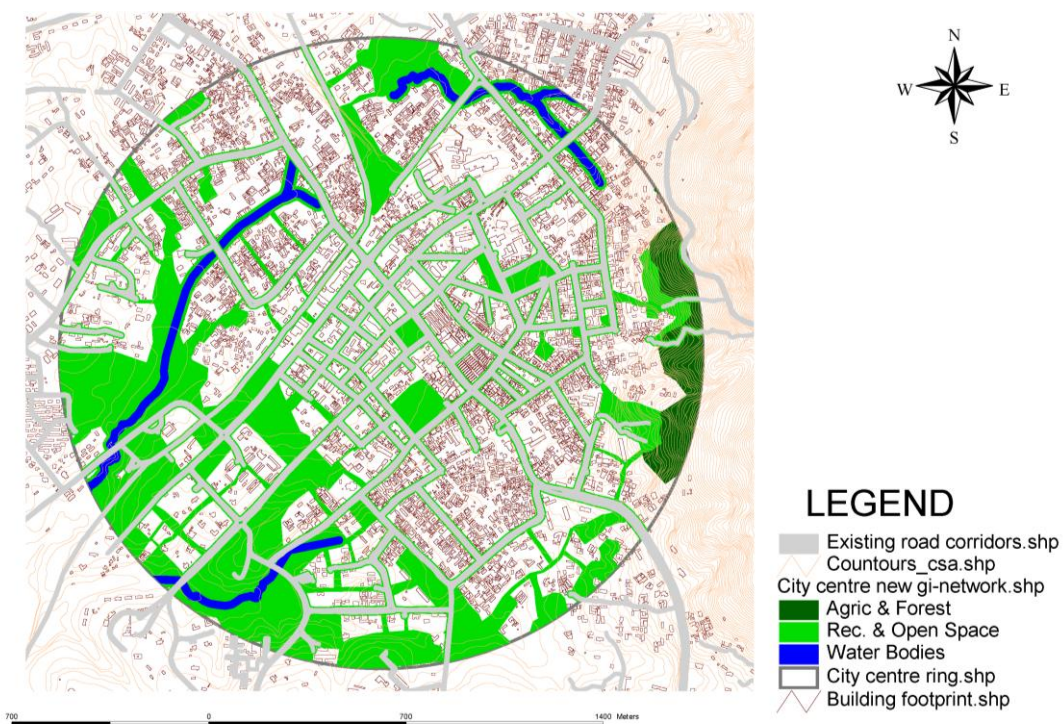 N
W E
S
LEGEND
Existing road corridors.shp
Countours_csa.shp
City centre new gi-network.shp
Agric & Forest
Rec. & Open Space
Water Bodies
City centre ring.shp
Building footprint.shp
700 0 700 1400 Meters